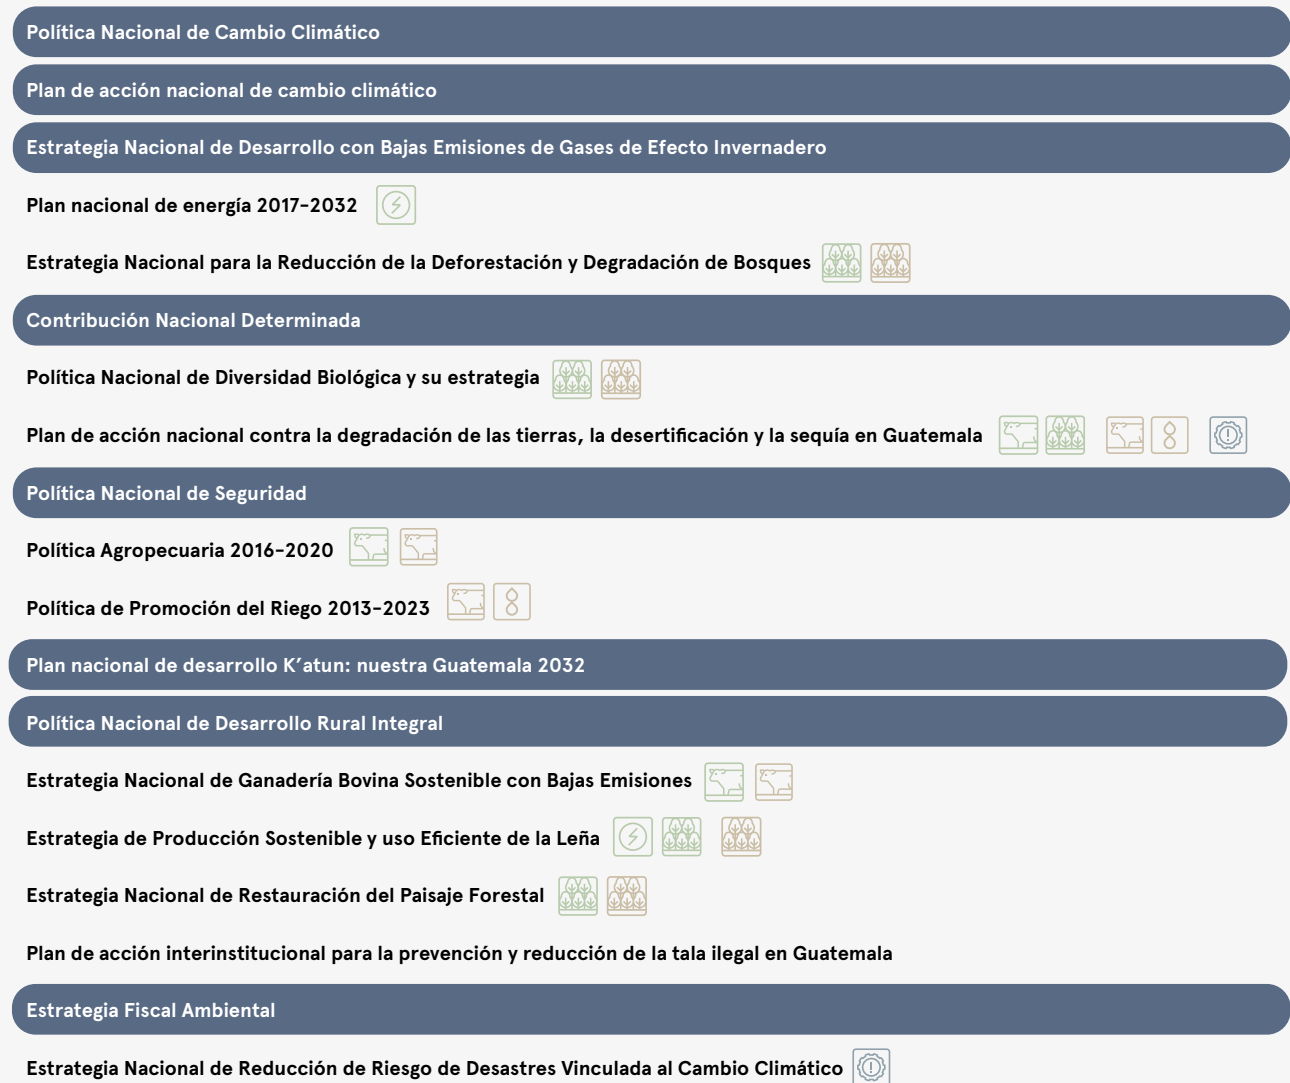 Política Nacional de Cambio Climático
Plan de acción nacional de cambio climático
Estrategia Nacional de Desarrollo con Bajas Emisiones de Gases de Efecto Invernadero
Plan nacional de energía 2017-2032
Estrategia Nacional para la Reducción de la Deforestación y Degradación de Bosques
Contribución Nacional Determinada
Política Nacional de Diversidad Biológica y su estrategia
Plan de acción nacional contra la degradación de las tierras, la desertificación y la sequía en Guatemala
Política Nacional de Seguridad
Política Agropecuaria 2016-2020
Política de Promoción del Riego 2013-2023
Plan nacional de desarrollo K’atun: nuestra Guatemala 2032
Política Nacional de Desarrollo Rural Integral
Estrategia Nacional de Ganadería Bovina Sostenible con Bajas Emisiones
Estrategia de Producción Sostenible y uso Eficiente de la Leña
Estrategia Nacional de Restauración del Paisaje Forestal
Plan de acción interinstitucional para la prevención y reducción de la tala ilegal en Guatemala
Estrategia Fiscal Ambiental
Estrategia Nacional de Reducción de Riesgo de Desastres Vinculada al Cambio Climático